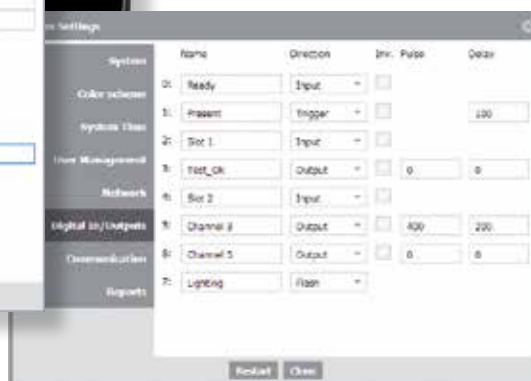 Settings
System
Color scheme
System Time
User Management
Network
Digital In/Outputs
Communication
Reports
Name Direction Inv. Pulse Delay
0: Ready Input
1: Present Trigger 100
2: Slot 1 Input
3: Test_Ok Output 0 0
4: Slot 2 Input
5: Channel 3 Output 400 200
6: Channel 5 Output 0 0
7: Lighting Flash
Restart Close